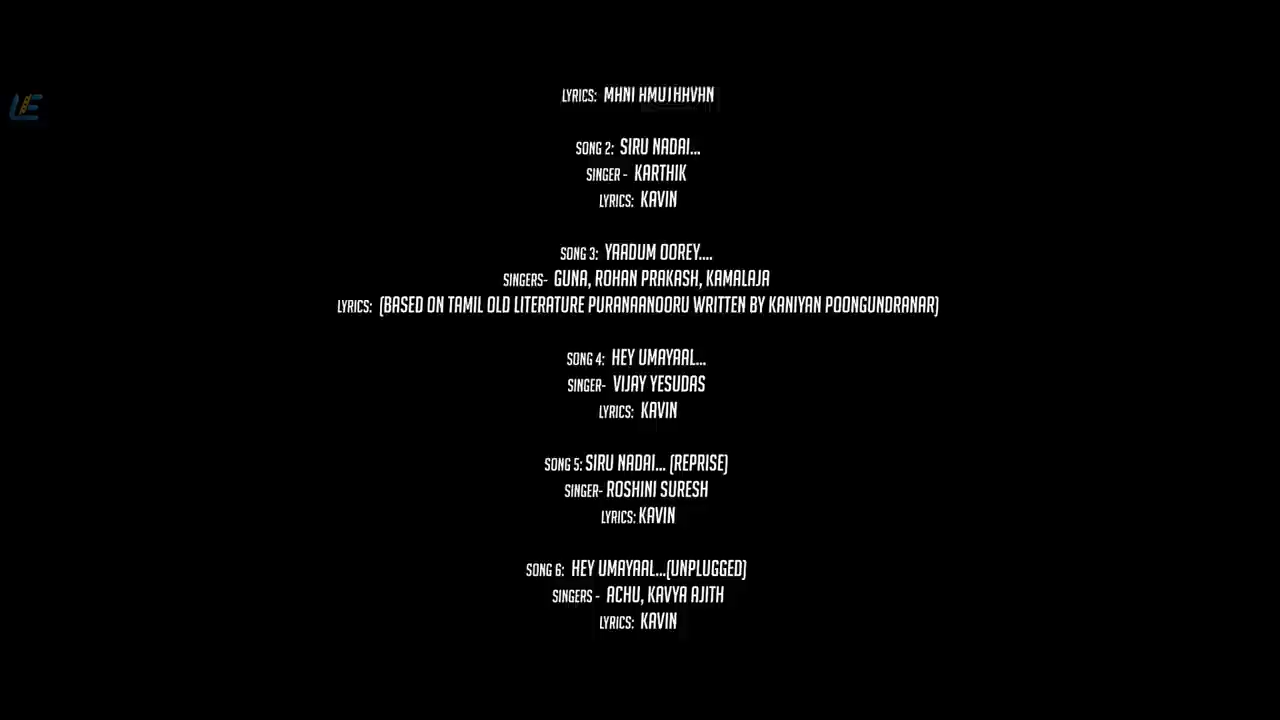 LYRICS: MANI AMUTHAVAN
SONG 2: SIRU NADAI...
SINGER - KARTHIK
LYRICS: KAVIN
SONG 3: YAADUM OOREY....
SINGERS- GUNA, ROHAN PRAKASH, KAMALAJA
LYRICS: (BASED ON TAMIL OLD LITERATURE PURANAANOORU WRITTEN BY KANIYAN POONGUNDRANAR)
SONG 4: HEY UMAYAAL...
SINGER- VIJAY YESUDAS
LYRICS: KAVIN
SONG 5: SIRU NADAI... (REPRISE)
SINGER- ROSHINI SURESH
LYRICS: KAVIN
SONG 6: HEY UMAYAAL...(UNPLUGGED)
SINGERS - ACHU, KAVYA AJITH
LYRICS: KAVIN